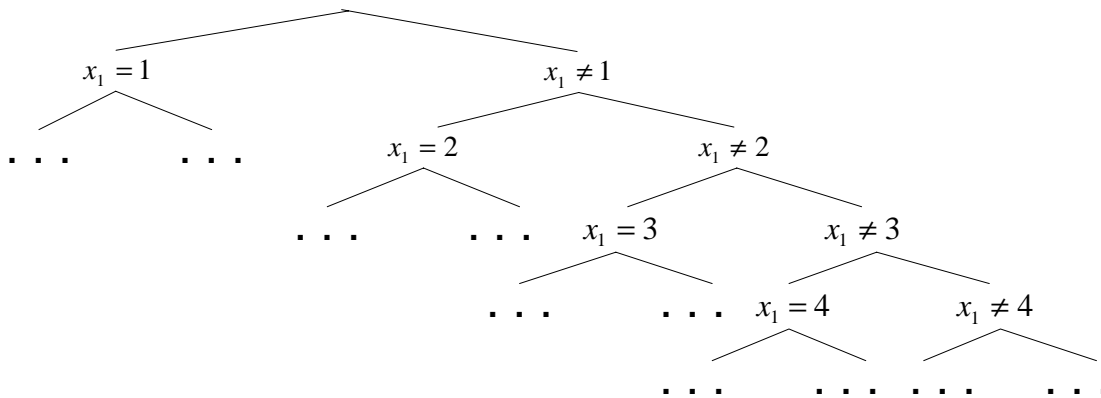 x₁ = 1 x₁ ≠ 1
. . . . . . x₁ = 2 x₁ ≠ 2
. . . . . . x₁ = 3 x₁ ≠ 3
. . . . . . x₁ = 4 x₁ ≠ 4
. . . . . . . . . . . .